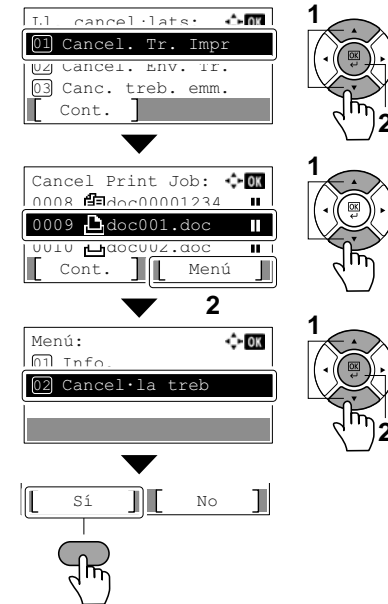 Ll. cancel·lats: OK
01 Cancel. Tr. Impr
02 Cancel. Env. Tr.
03 Canc. treb. emm.
[ Cont. ]
1
OK
2
Cancel Print Job: OK
0008 doc00001234
0009 doc001.doc
0010 doc002.doc
[ Cont. ] [ Menú ]
2
1
OK
Menú: OK
01 Info.
02 Cancel·la treb
1
OK
2
[ Sí ] [ No ]